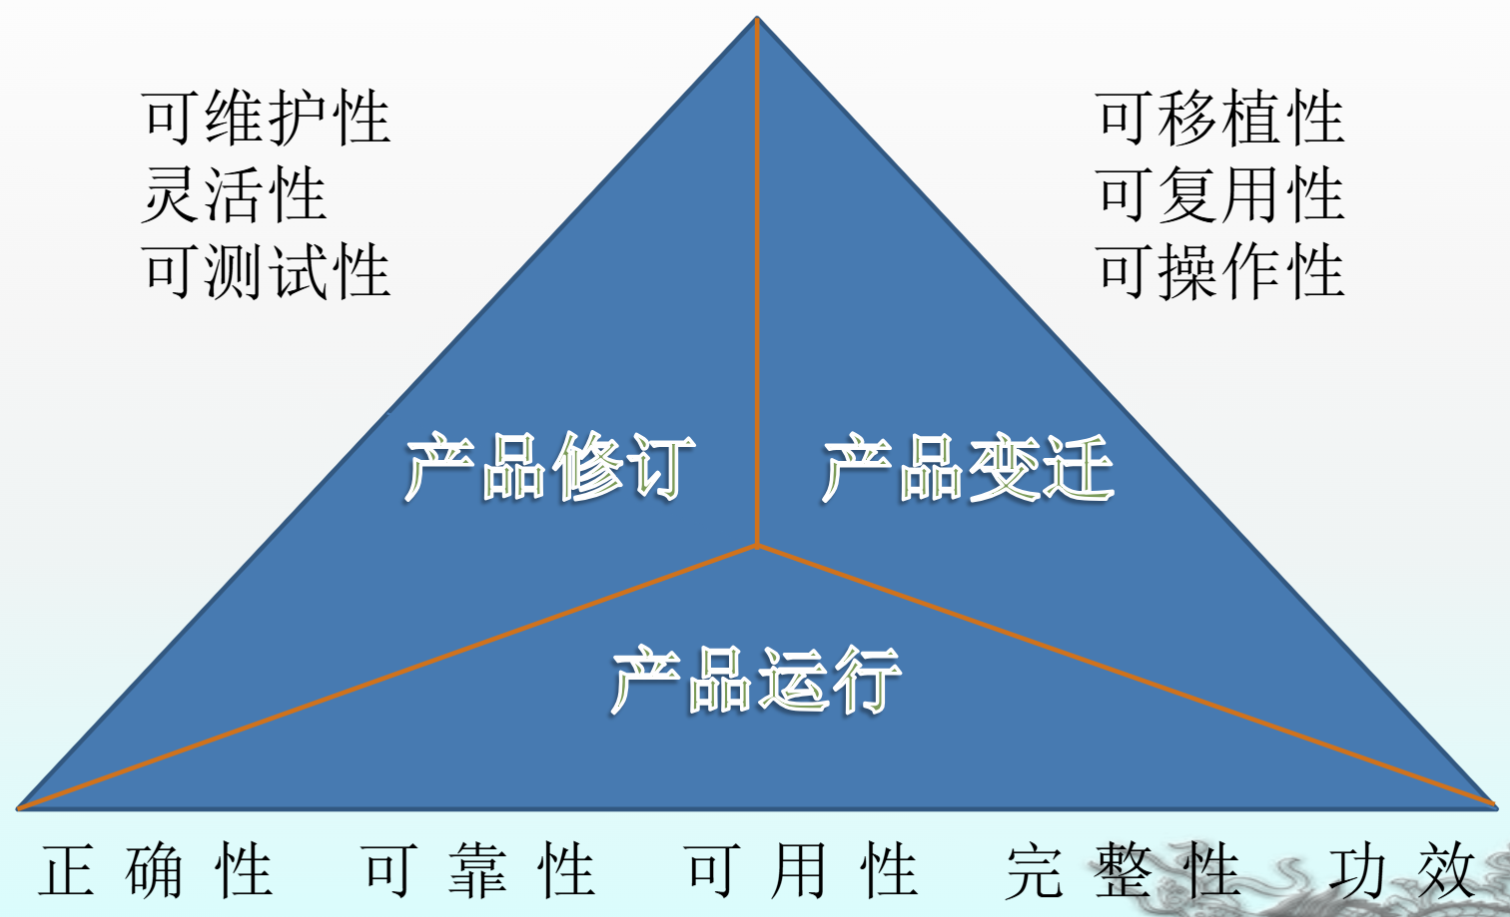 可维护性
灵活性
可测试性
可移植性
可复用性
可操作性
产品修订
产品变迁
产品运行
正确性 可靠性 可用性 完整性 功效